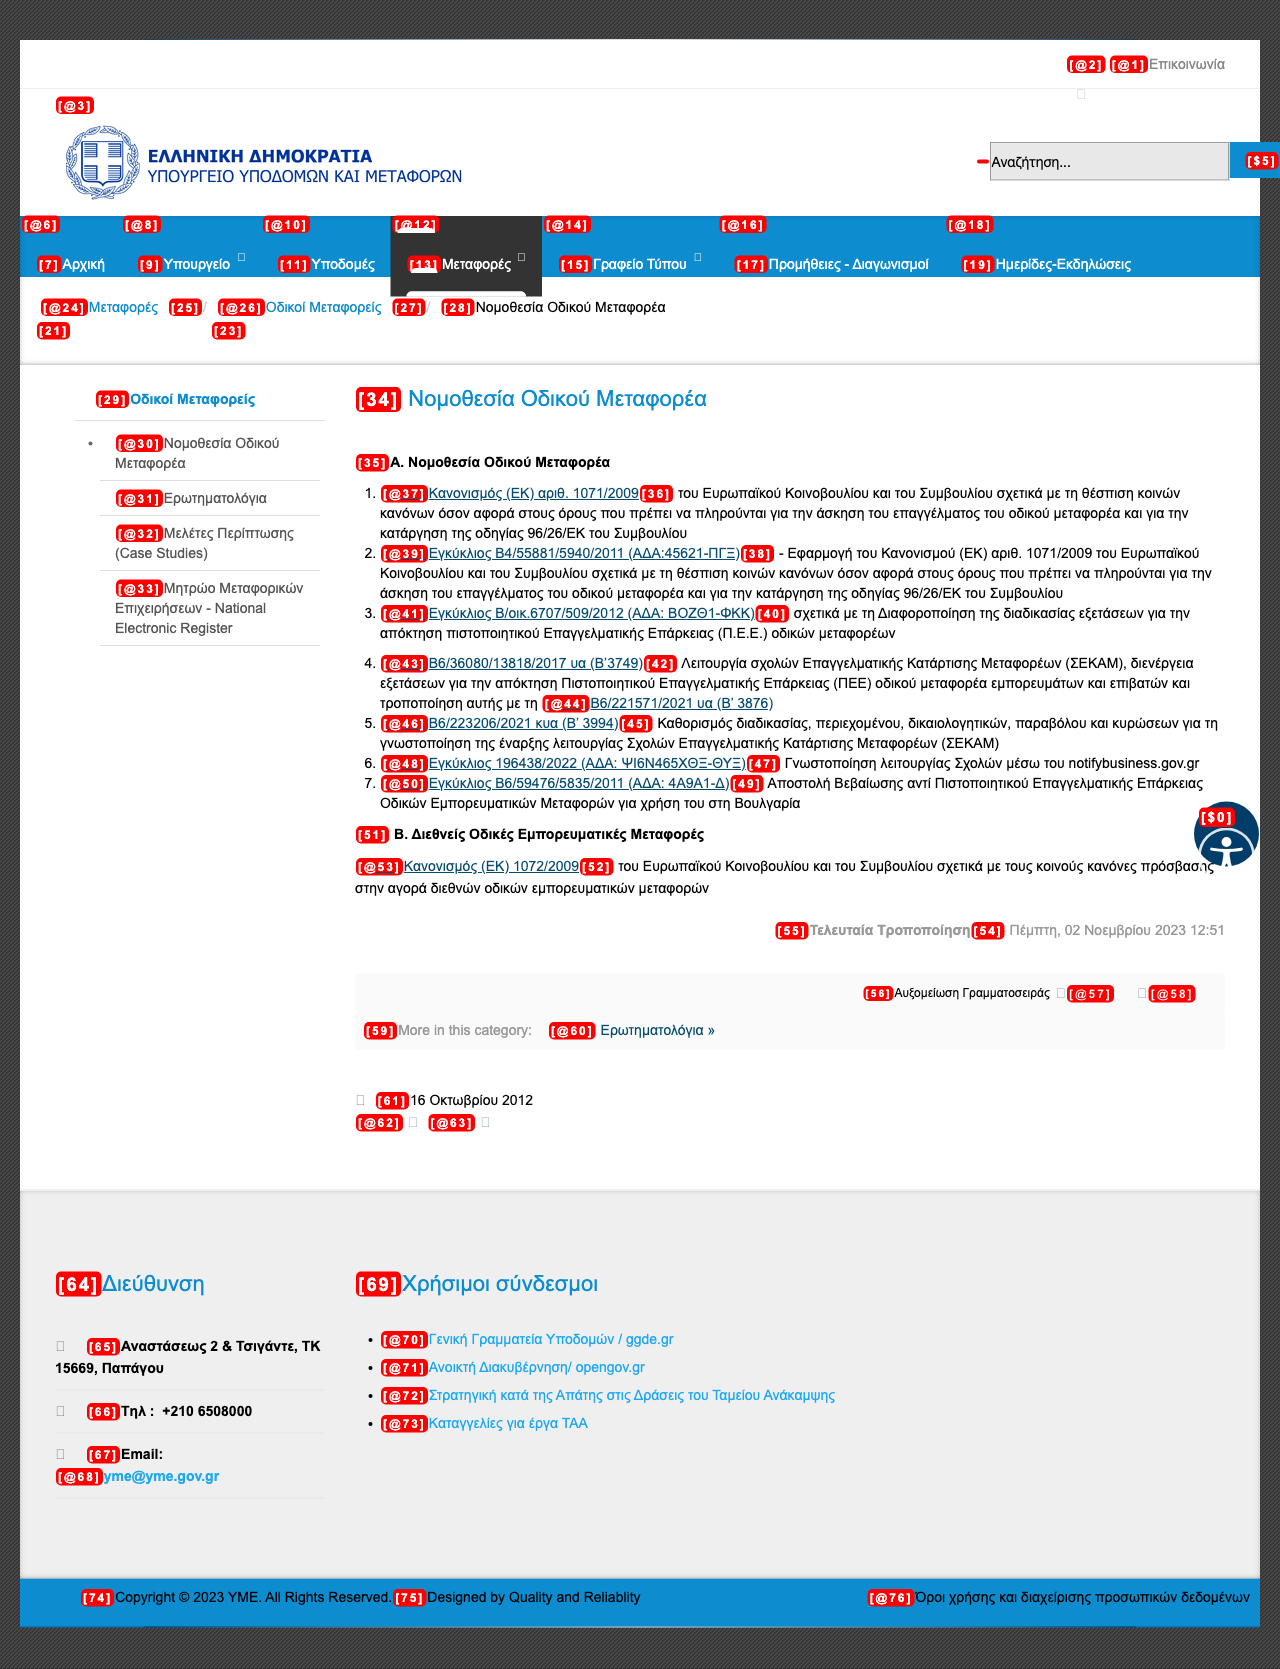 [@2] [@1]Επικοινωνία
[@3]
ΕΛΛΗΝΙΚΗ ΔΗΜΟΚΡΑΤΙΑ
ΥΠΟΥΡΓΕΙΟ ΥΠΟΔΟΜΩΝ ΚΑΙ ΜΕΤΑΦΟΡΩΝ
Αναζήτηση... [$5]
[@6] [@8] [@10] [@12] [@14] [@16] [@18]
[7]Αρχική [9]Υπουργείο [11]Υποδομές [13]Μεταφορές [15]Γραφείο Τύπου [17]Προμήθειες - Διαγωνισμοί [19]Ημερίδες-Εκδηλώσεις
[@24]Μεταφορές [25]/ [@26]Οδικοί Μεταφορείς [27]/ [28]Νομοθεσία Οδικού Μεταφορέα
[21] [23]
[29]Οδικοί Μεταφορείς
• [@30]Νομοθεσία Οδικού
Μεταφορέα
[@31]Ερωτηματολόγια
[@32]Μελέτες Περίπτωσης
(Case Studies)
[@33]Μητρώο Μεταφορικών
Επιχειρήσεων - National
Electronic Register
[34] Νομοθεσία Οδικού Μεταφορέα
[35]Α. Νομοθεσία Οδικού Μεταφορέα
1. [@37]Κανονισμός (ΕΚ) αριθ. 1071/2009[36] του Ευρωπαϊκού Κοινοβουλίου και του Συμβουλίου σχετικά με τη θέσπιση κοινών
κανόνων όσον αφορά στους όρους που πρέπει να πληρούνται για την άσκηση του επαγγέλματος του οδικού μεταφορέα και για την
κατάργηση της οδηγίας 96/26/ΕΚ του Συμβουλίου
2. [@39]Εγκύκλιος Β4/55881/5940/2011 (ΑΔΑ:45621-ΠΓΞ)[38] - Εφαρμογή του Κανονισμού (ΕΚ) αριθ. 1071/2009 του Ευρωπαϊκού
Κοινοβουλίου και του Συμβουλίου σχετικά με τη θέσπιση κοινών κανόνων όσον αφορά στους όρους που πρέπει να πληρούνται για την
άσκηση του επαγγέλματος του οδικού μεταφορέα και για την κατάργηση της οδηγίας 96/26/ΕΚ του Συμβουλίου
3. [@41]Εγκύκλιος Β/οικ.6707/509/2012 (ΑΔΑ: ΒΟΖΘ1-ΦΚΚ)[40] σχετικά με τη Διαφοροποίηση της διαδικασίας εξετάσεων για την
απόκτηση πιστοποιητικού Επαγγελματικής Επάρκειας (Π.Ε.Ε.) οδικών μεταφορέων
4. [@43]Β6/36080/13818/2017 υα (Β'3749)[42] Λειτουργία σχολών Επαγγελματικής Κατάρτισης Μεταφορέων (ΣΕΚΑΜ), διενέργεια
εξετάσεων για την απόκτηση Πιστοποιητικού Επαγγελματικής Επάρκειας (ΠΕΕ) οδικού μεταφορέα εμπορευμάτων και επιβατών και
τροποποίηση αυτής με τη [@44]Β6/221571/2021 υα (Β' 3876)
5. [@46]Β6/223206/2021 κυα (Β' 3994)[45] Καθορισμός διαδικασίας, περιεχομένου, δικαιολογητικών, παραβόλου και κυρώσεων για τη
γνωστοποίηση της έναρξης λειτουργίας Σχολών Επαγγελματικής Κατάρτισης Μεταφορέων (ΣΕΚΑΜ)
6. [@48]Εγκύκλιος 196438/2022 (ΑΔΑ: ΨΙ6Ν465ΧΘΞ-ΘΥΞ)[47] Γνωστοποίηση λειτουργίας Σχολών μέσω του notifybusiness.gov.gr
7. [@50]Εγκύκλιος Β6/59476/5835/2011 (ΑΔΑ: 4Α9Α1-Δ)[49] Αποστολή Βεβαίωσης αντί Πιστοποιητικού Επαγγελματικής Επάρκειας
Οδικών Εμπορευματικών Μεταφορών για χρήση του στη Βουλγαρία
[$0]
[51] Β. Διεθνείς Οδικές Εμπορευματικές Μεταφορές
[@53]Κανονισμός (ΕΚ) 1072/2009[52] του Ευρωπαϊκού Κοινοβουλίου και του Συμβουλίου σχετικά με τους κοινούς κανόνες πρόσβασης
στην αγορά διεθνών οδικών εμπορευματικών μεταφορών
[55]Τελευταία Τροποποίηση[54] Πέμπτη, 02 Νοεμβρίου 2023 12:51
[56]Αυξομείωση Γραμματοσειράς [@57] [@58]
[59]More in this category: [@60] Ερωτηματολόγια »
[61]16 Οκτωβρίου 2012
[@62] [@63]
[64]Διεύθυνση
[65]Αναστάσεως 2 & Τσιγάντε, ΤΚ
15669, Παπάγου
[66]Τηλ : +210 6508000
[67]Email:
[@68]yme@yme.gov.gr
[69]Χρήσιμοι σύνδεσμοι
• [@70]Γενική Γραμματεία Υποδομών / ggde.gr
• [@71]Ανοικτή Διακυβέρνηση/ opengov.gr
• [@72]Στρατηγική κατά της Απάτης στις Δράσεις του Ταμείου Ανάκαμψης
• [@73]Καταγγελίες για έργα ΤΑΑ
[74]Copyright © 2023 YME. All Rights Reserved.[75]Designed by Quality and Reliablity [@76]Όροι χρήσης και διαχείρισης προσωπικών δεδομένων